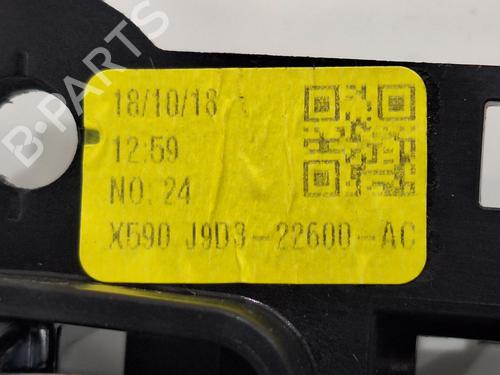 18/10/18
12:59
NO. 24
X590 J9D3-22600-AC
B-PARTS